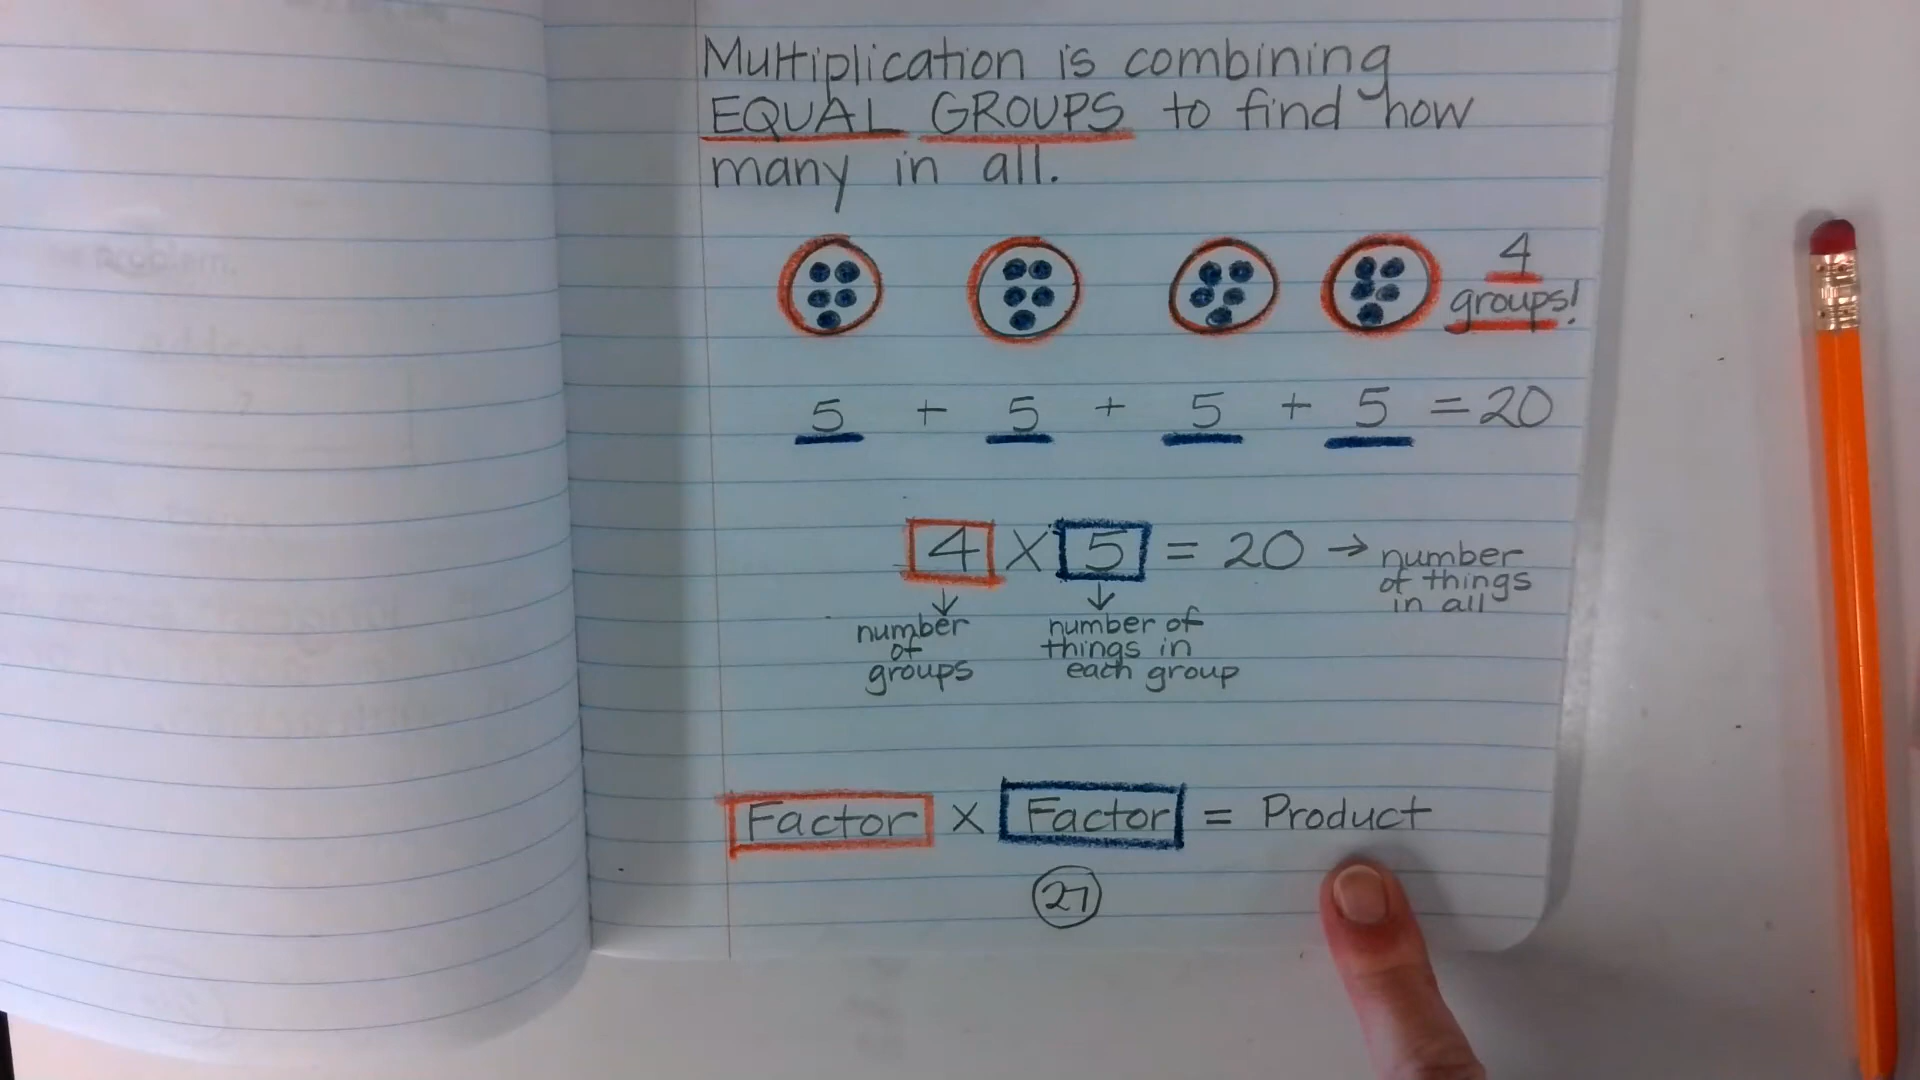 Multiplication is combining
EQUAL GROUPS to find how
many in all.
4
groups!
5 + 5 + 5 + 5 = 20
4 X 5 = 20 → number
of things
in all
number
of
groups
number of
things in
each group
Factor X Factor = Product
27
problem.